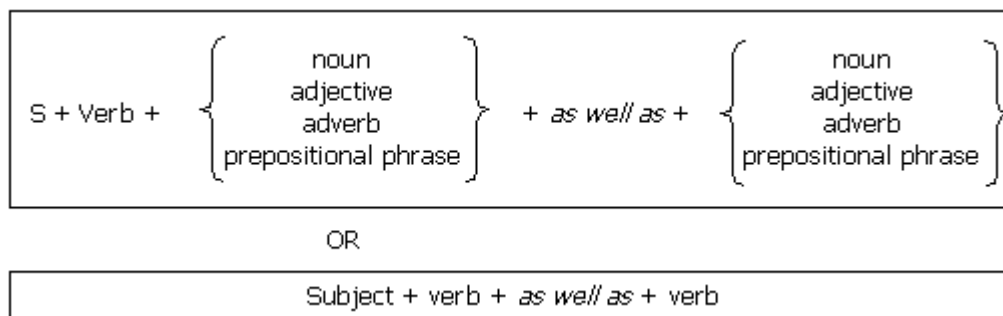 noun noun
adjective adjective
S + Verb + + as well as +
adverb adverb
prepositional phrase prepositional phrase
OR
Subject + verb + as well as + verb